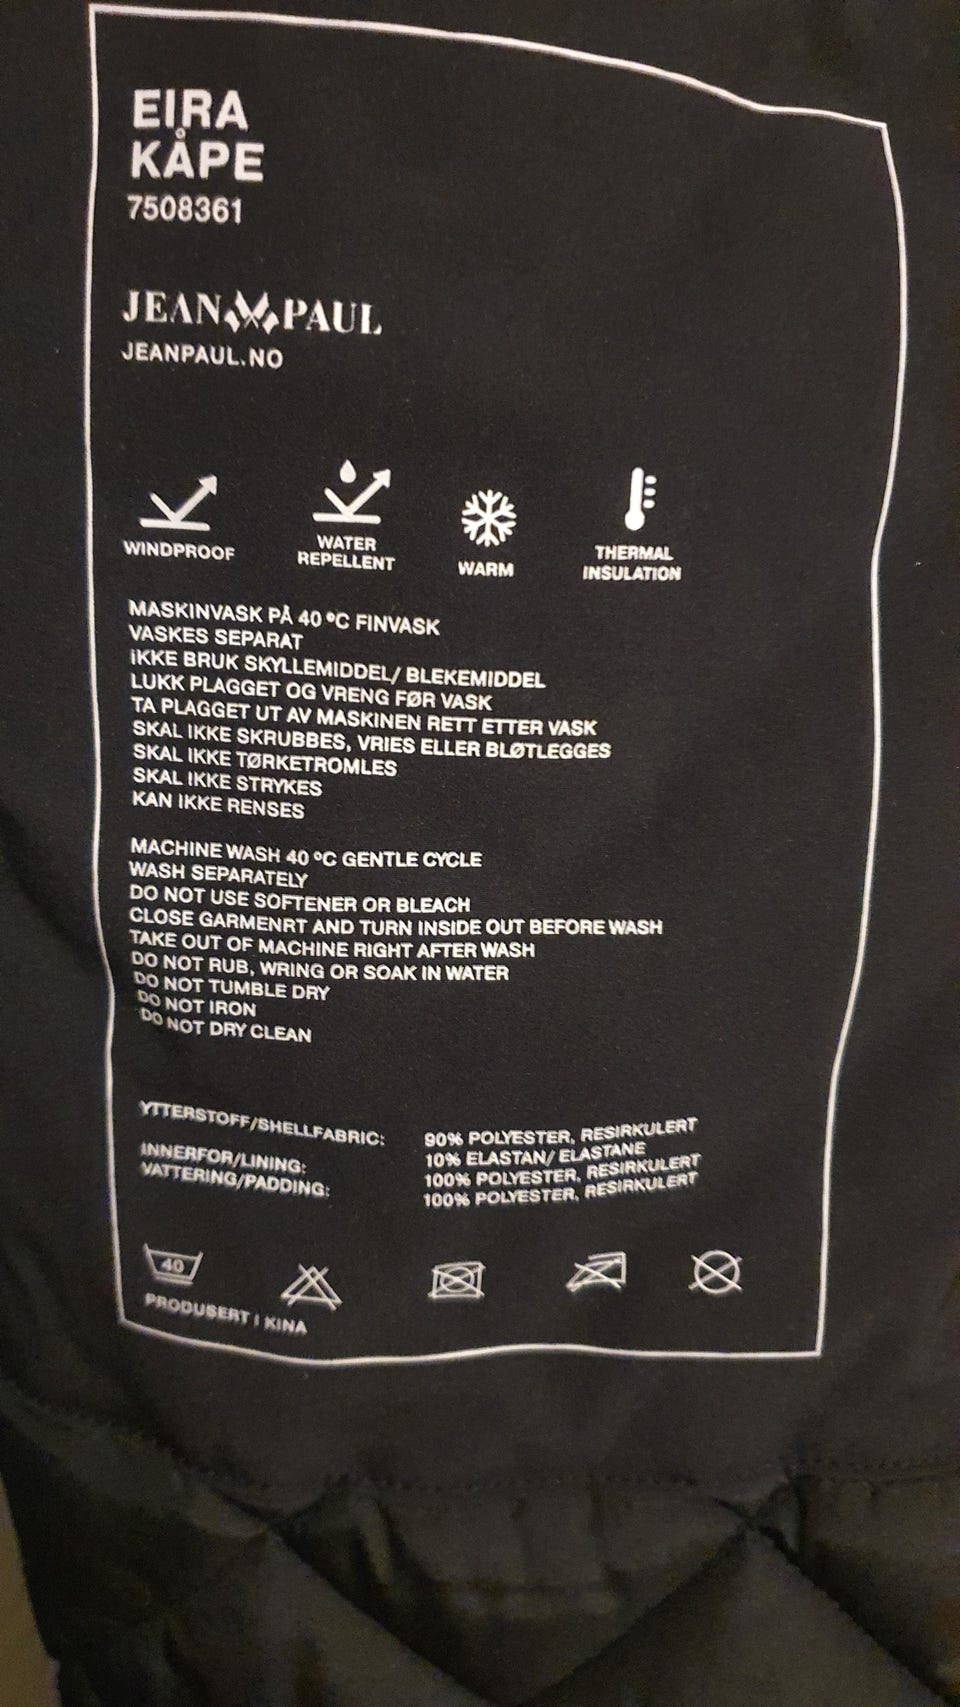 EIRA
KÅPE
7508361
JEAN PAUL
JEANPAUL.NO
WINDPROOF
WATER
REPELLENT
WARM
THERMAL
INSULATION
MASKINVASK PÅ 40 ºC FINVASK
VASKES SEPARAT
IKKE BRUK SKYLLEMIDDEL/ BLEKEMIDDEL
LUKK PLAGGET OG VRENG FØR VASK
TA PLAGGET UT AV MASKINEN RETT ETTER VASK
SKAL IKKE SKRUBBES, VRIES ELLER BLØTLEGGES
SKAL IKKE TØRKETROMLES
SKAL IKKE STRYKES
KAN IKKE RENSES
MACHINE WASH 40 ºC GENTLE CYCLE
WASH SEPARATELY
DO NOT USE SOFTENER OR BLEACH
CLOSE GARMENRT AND TURN INSIDE OUT BEFORE WASH
TAKE OUT OF MACHINE RIGHT AFTER WASH
DO NOT RUB, WRING OR SOAK IN WATER
DO NOT TUMBLE DRY
DO NOT IRON
DO NOT DRY CLEAN
YTTERSTOFF/SHELLFABRIC: 90% POLYESTER, RESIRKULERT
10% ELASTAN/ ELASTANE
INNERFOR/LINING: 100% POLYESTER, RESIRKULERT
VATTERING/PADDING: 100% POLYESTER, RESIRKULERT
40
PRODUSERT I KINA